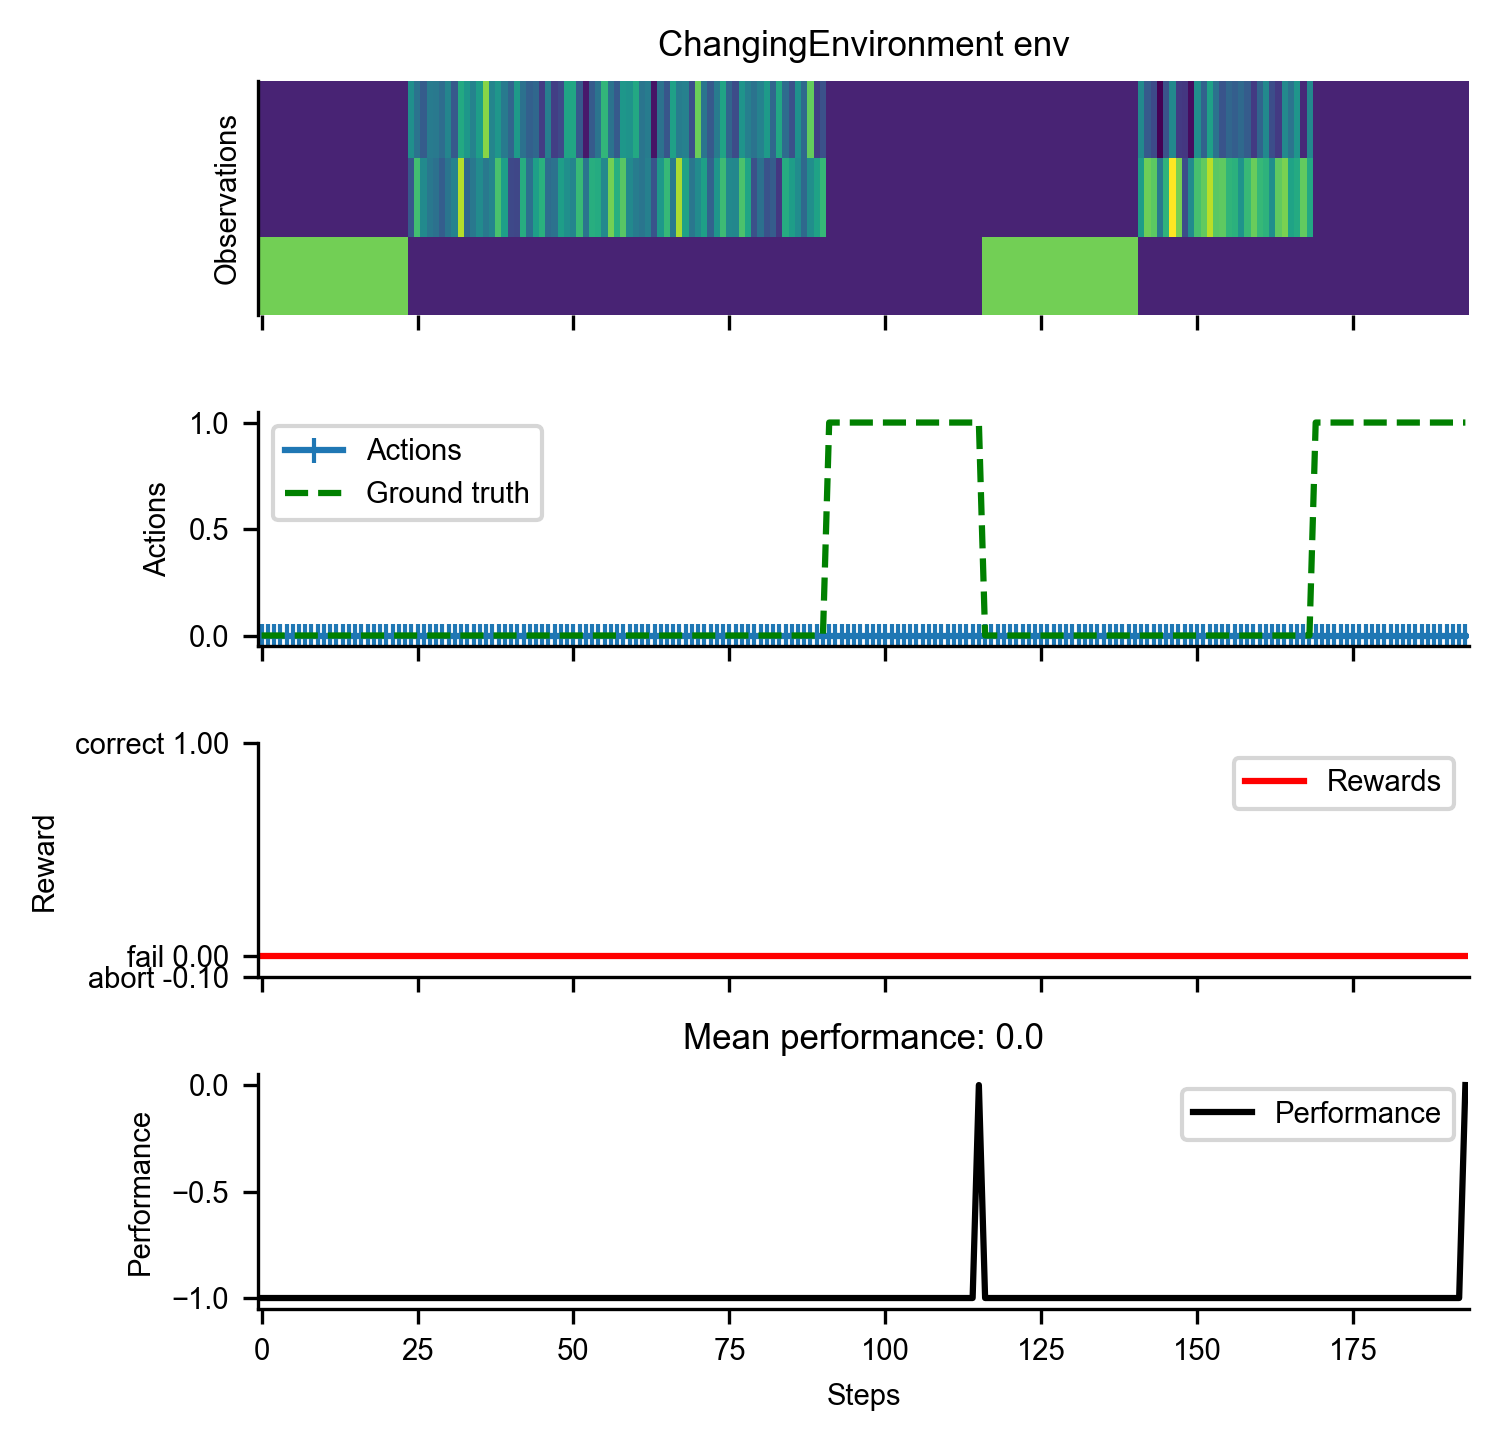 ChangingEnvironment env
Observations
1.0
0.5
0.0
Actions
Actions
Ground truth
correct 1.00
fail 0.00
abort -0.10
Reward
Rewards
Mean performance: 0.0
0.0
−0.5
−1.0
Performance
Performance
0 25 50 75 100 125 150 175
Steps